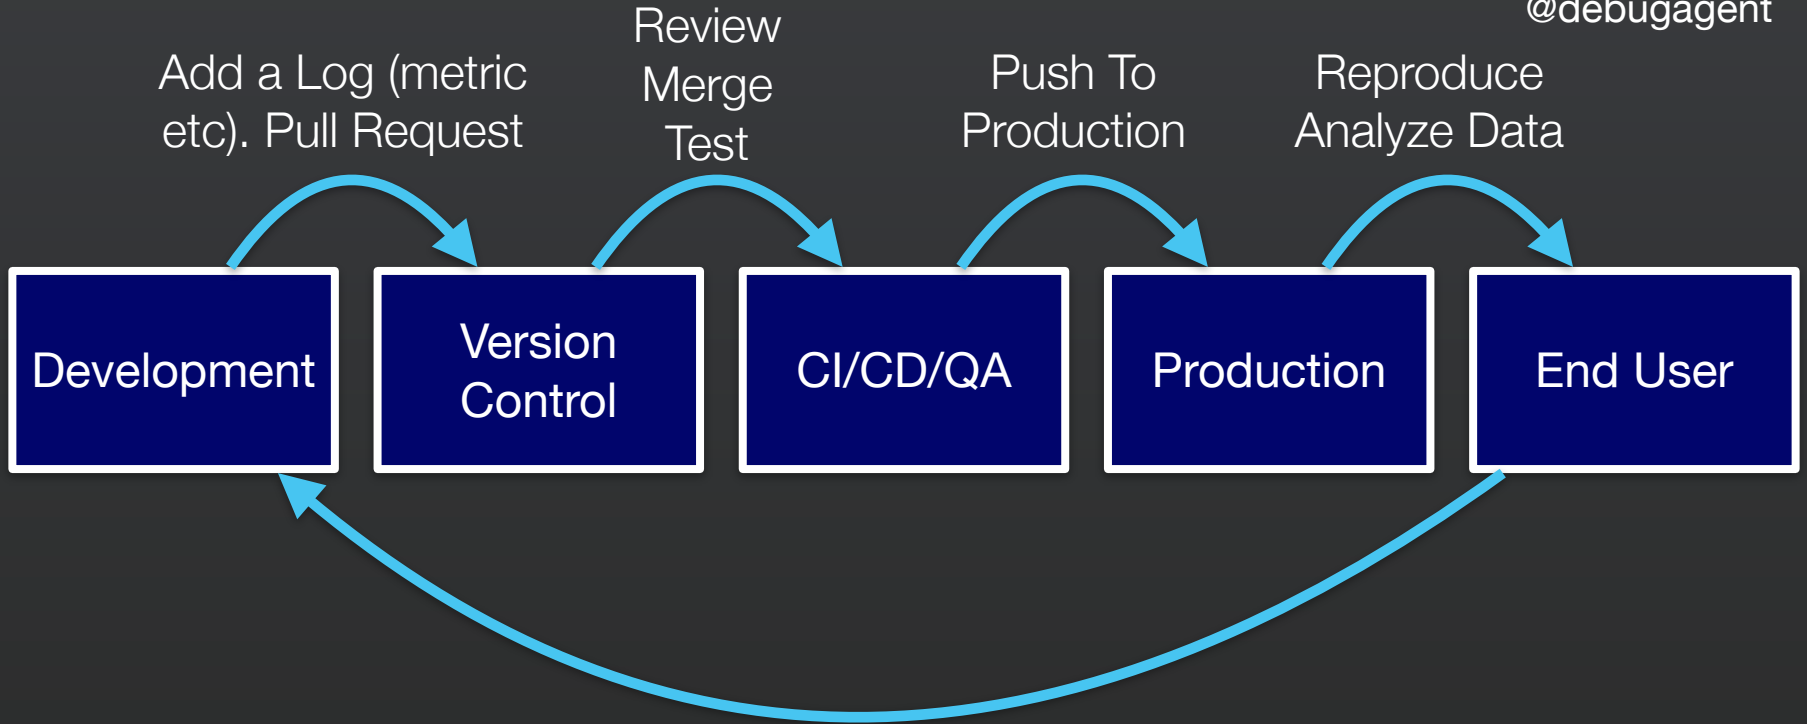 @debugagent
Add a Log (metric
etc). Pull Request
Review
Merge
Test
Push To
Production
Reproduce
Analyze Data
Development
Version
Control
CI/CD/QA
Production
End User